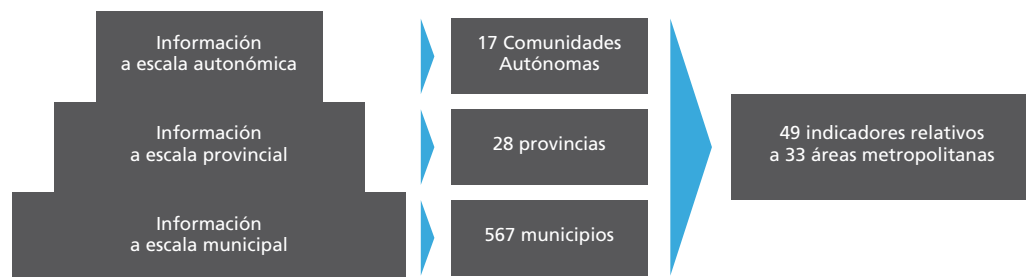 Información
a escala autonómica
17 Comunidades
Autónomas
Información
a escala provincial
28 provincias
49 indicadores relativos
a 33 áreas metropolitanas
Información
a escala municipal
567 municipios